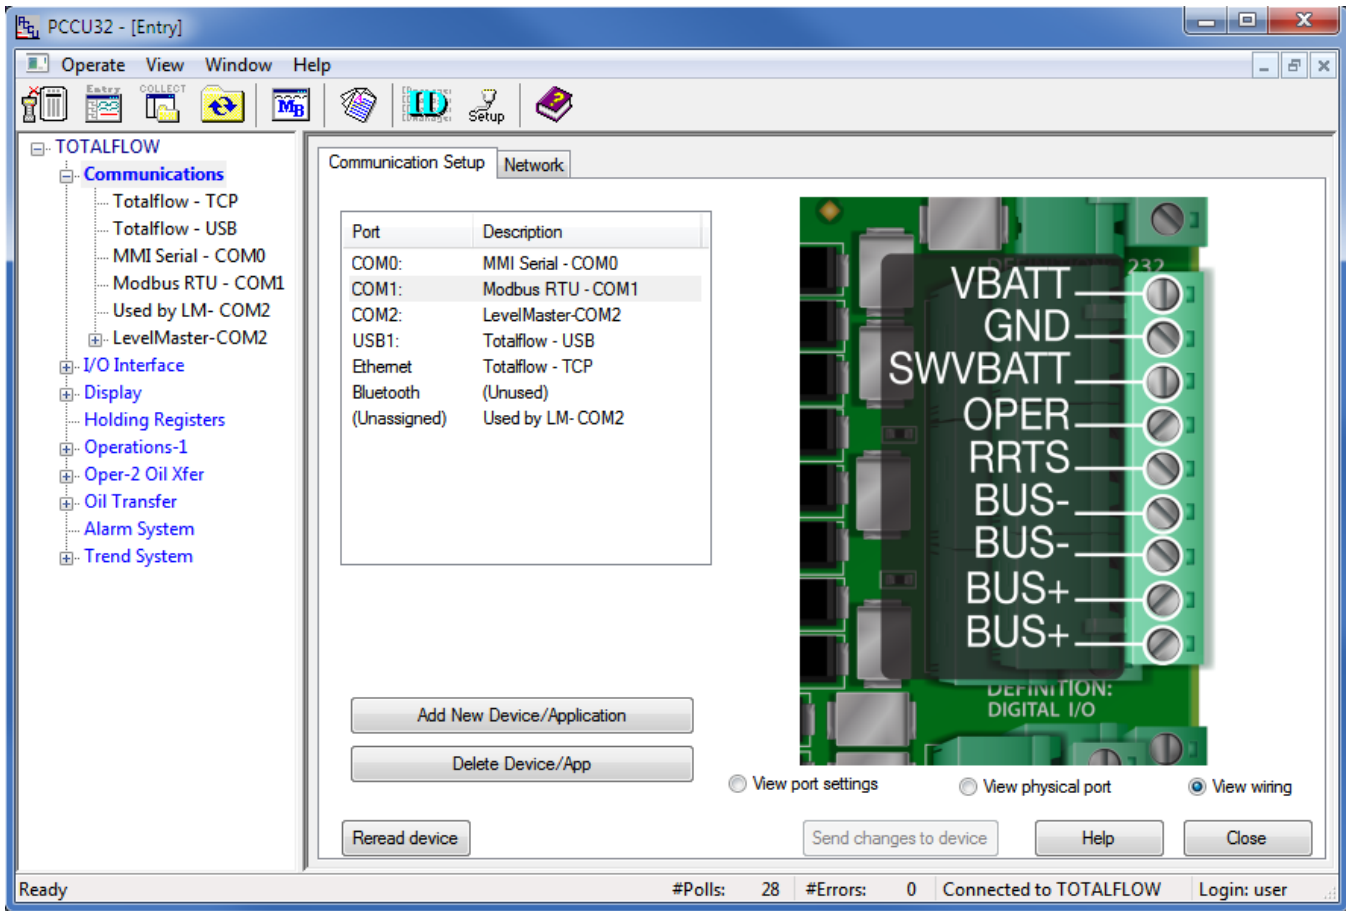 PCCU32 - [Entry]
Operate View Window Help
Entry
COLLECT
MB
ID
Setup
TOTALFLOW
Communications
Totalflow - TCP
Totalflow - USB
MMI Serial - COM0
Modbus RTU - COM1
Used by LM- COM2
LevelMaster-COM2
I/O Interface
Display
Holding Registers
Operations-1
Oper-2 Oil Xfer
Oil Transfer
Alarm System
Trend System
Communication Setup Network
Port Description
COM0: MMI Serial - COM0
COM1: Modbus RTU - COM1
COM2: LevelMaster-COM2
USB1: Totalflow - USB
Ethernet Totalflow - TCP
Bluetooth (Unused)
(Unassigned) Used by LM- COM2
232
VBATT
GND
SWVBATT
OPER
RRTS
BUS-
BUS-
BUS+
BUS+
DEFINITION:
DIGITAL I/O
Add New Device/Application
Delete Device/App
View port settings View physical port View wiring
Reread device Send changes to device Help Close
Ready #Polls: 28 #Errors: 0 Connected to TOTALFLOW Login: user